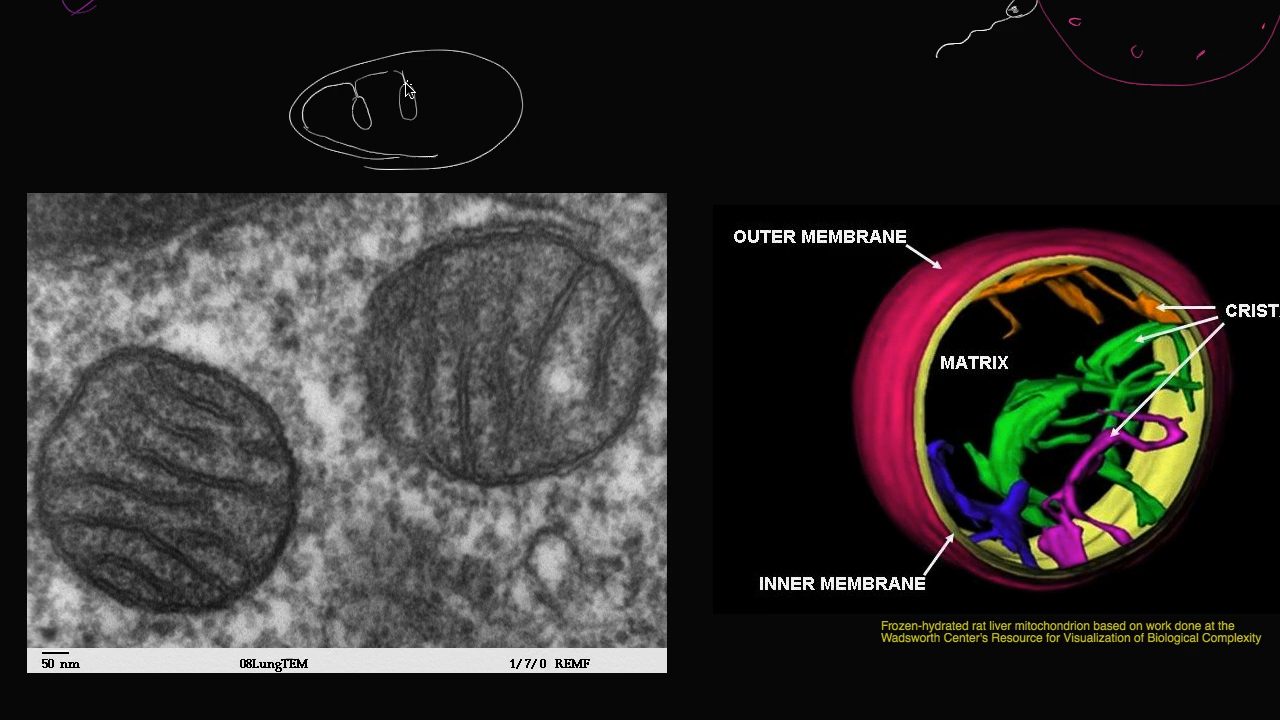 OUTER MEMBRANE
CRIST
MATRIX
INNER MEMBRANE
Frozen-hydrated rat liver mitochondrion based on work done at the
Wadsworth Center's Resource for Visualization of Biological Complexity
50 nm 08LungTEM 1/7/0 REMF